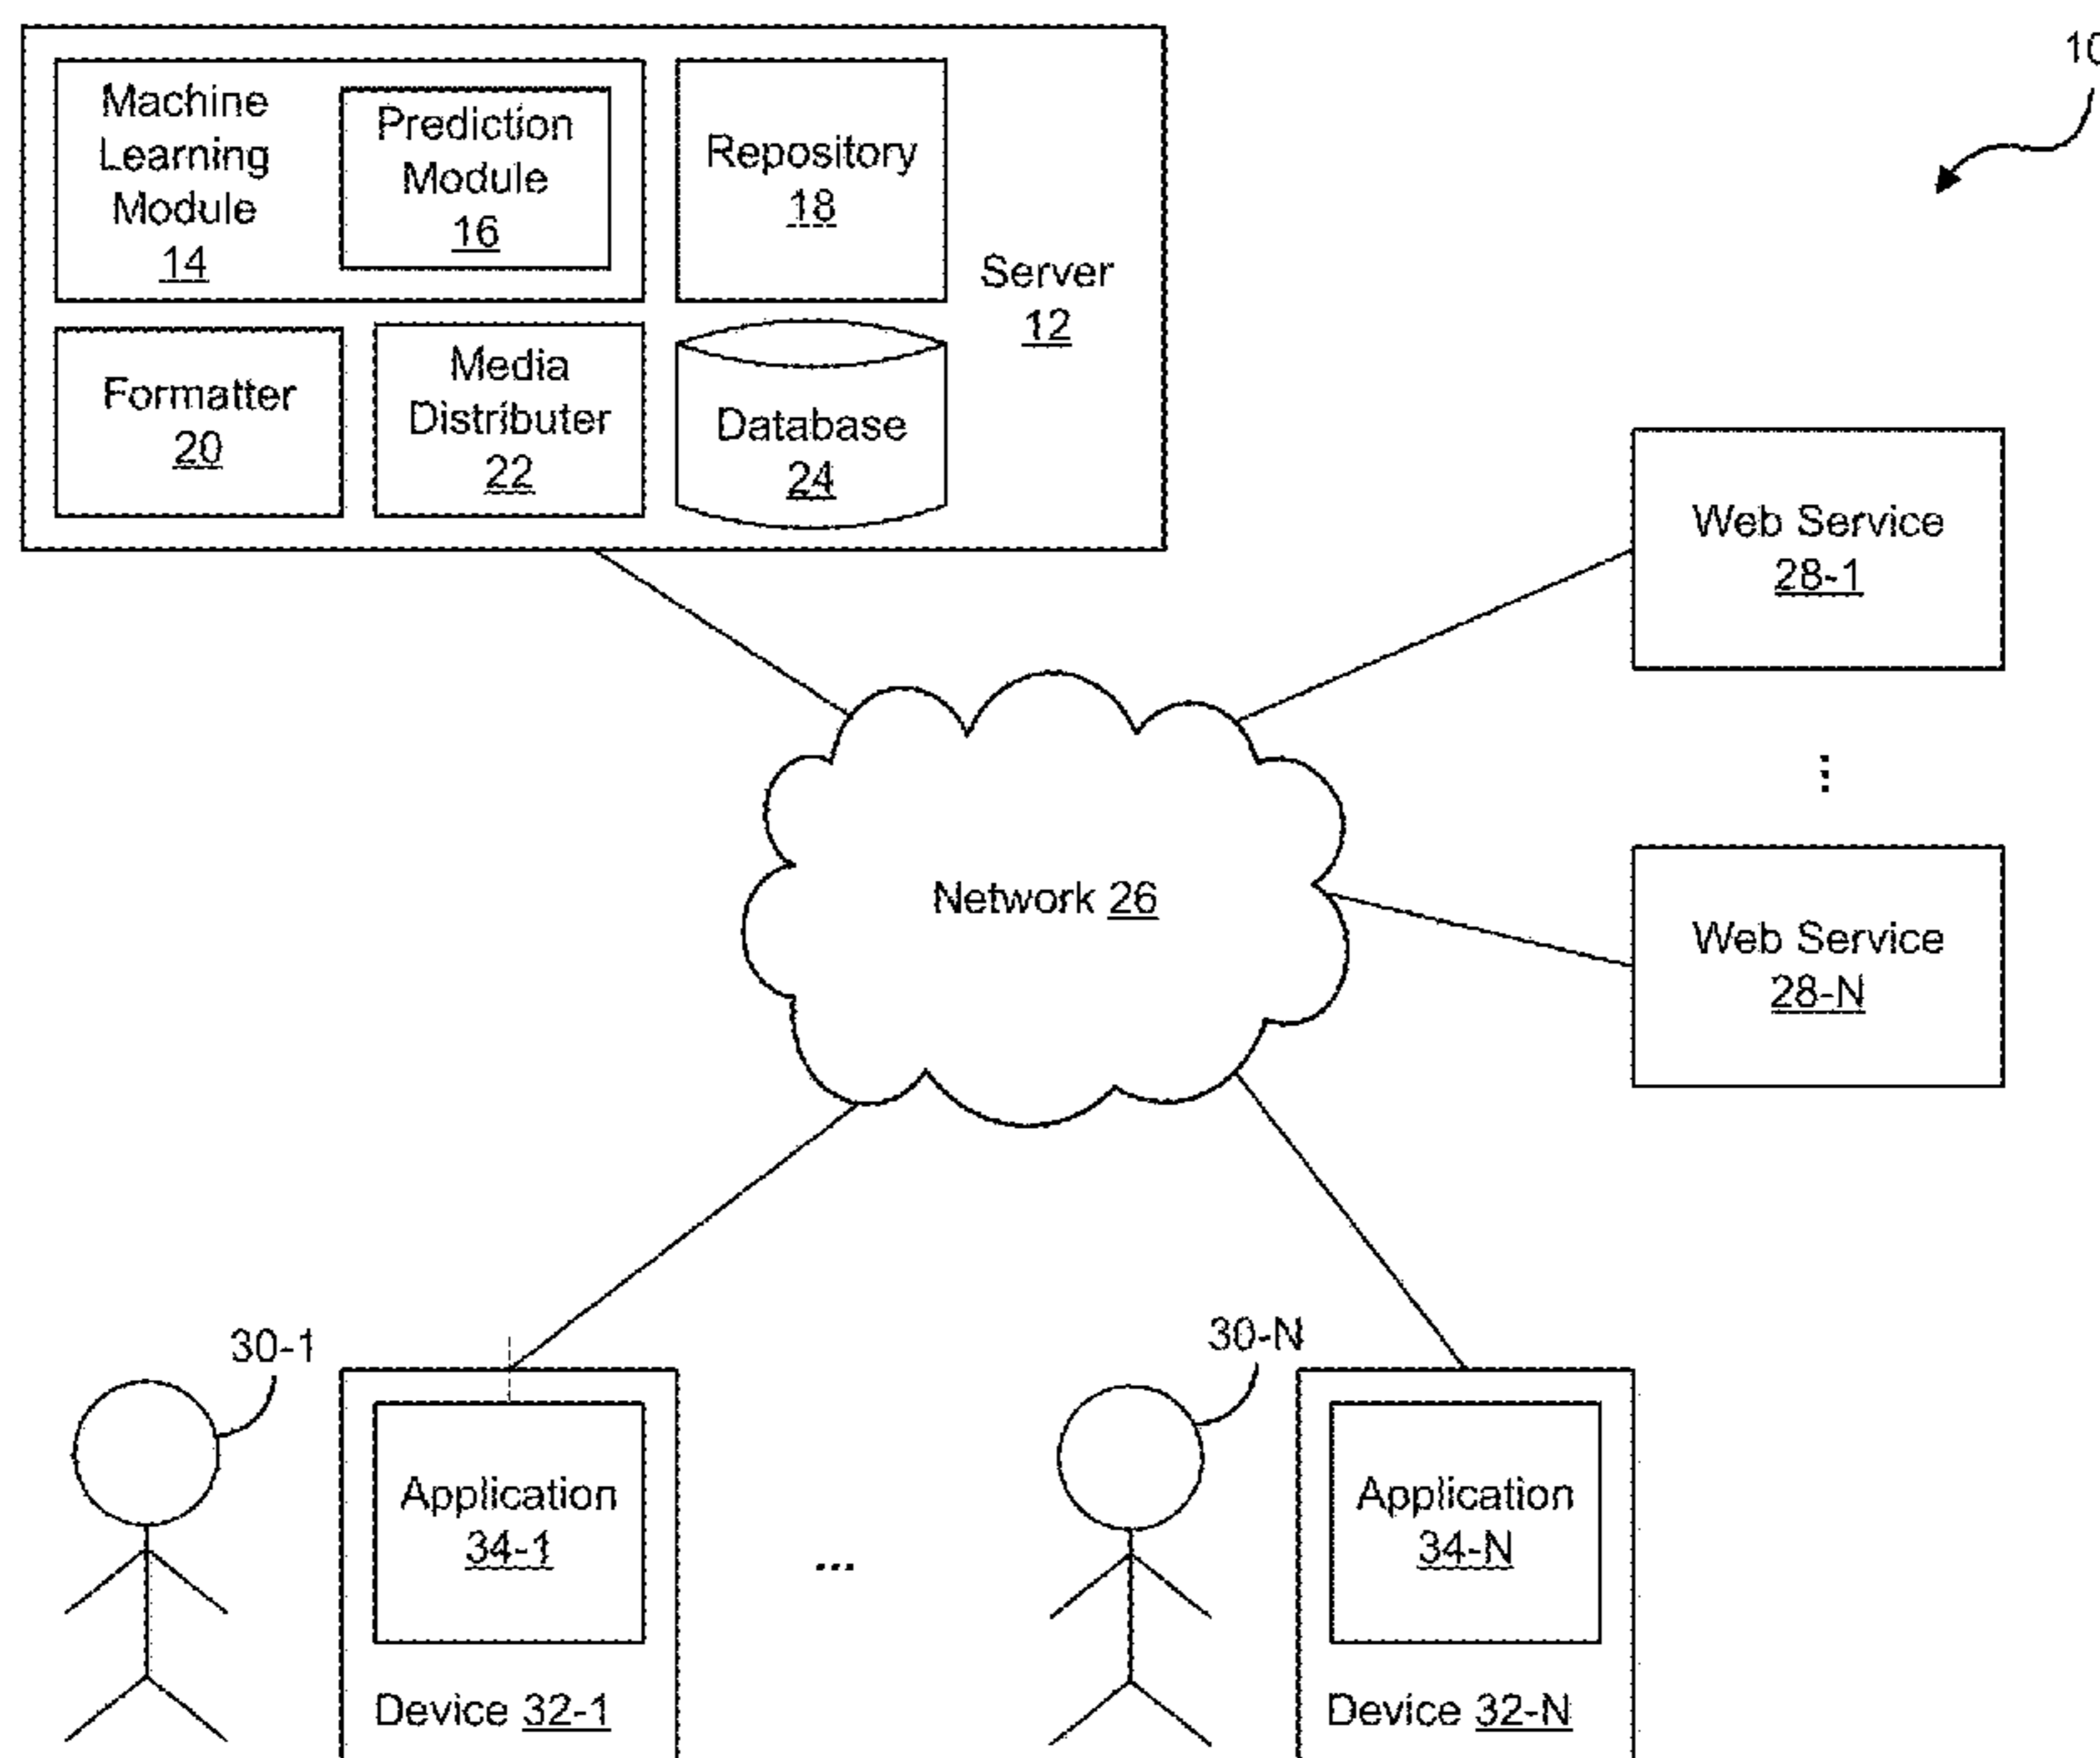 10
Machine
Learning
Module
14
Prediction
Module
16
Repository
18
Server
12
Formatter
20
Media
Distributer
22
Database
24
Web Service
28-1
⋮
Network 26
Web Service
28-N
30-1
30-N
Application
34-1
...
Application
34-N
Device 32-1
Device 32-N